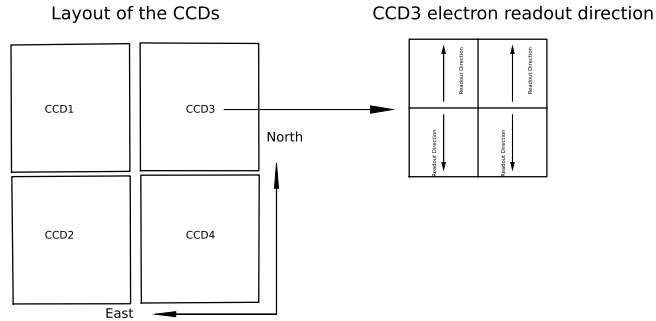 Layout of the CCDs
CCD3 electron readout direction
CCD1
CCD3
Readout Direction
Readout Direction
North
Readout Direction
Readout Direction
CCD2
CCD4
East